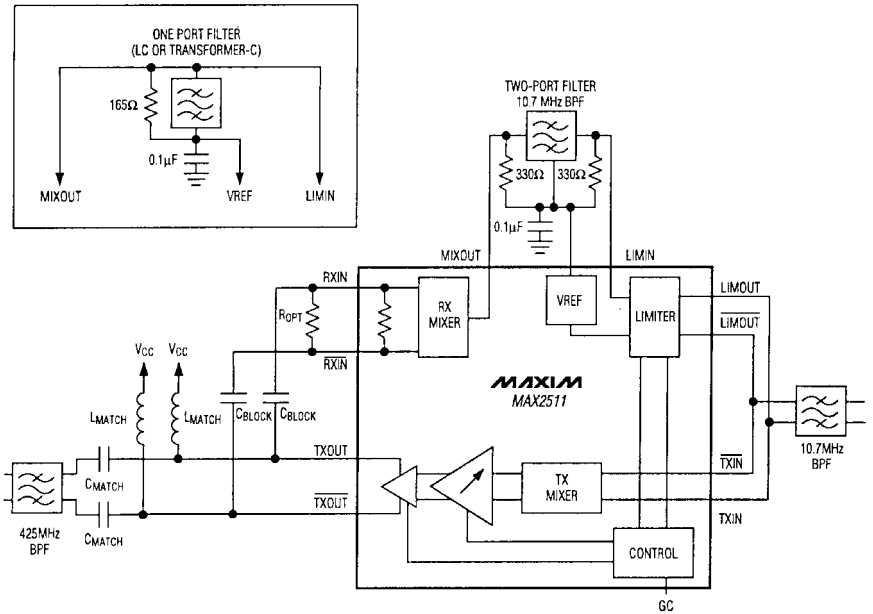 ONE PORT FILTER
(LC OR TRANSFORMER-C)
165Ω
0.1µF
MIXOUT
VREF
LIMIN
TWO-PORT FILTER
10.7 MHz BPF
330Ω
330Ω
0.1µF
MIXOUT
LIMIN
RXIN
RX
MIXER
VREF
LIMITER
LIMOUT
LIMOUT
ROPT
RXIN
VCC
VCC
MAXIM
MAX2511
LMATCH
LMATCH
CBLOCK
CBLOCK
10.7MHz
BPF
TXOUT
TXIN
CMATCH
TX
MIXER
TXOUT
TXIN
425MHz
BPF
CMATCH
CONTROL
GC